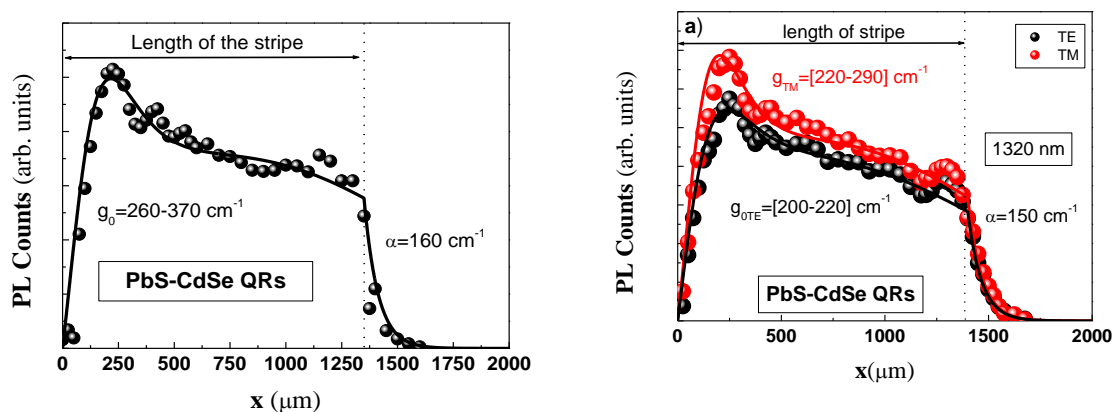 Length of the stripe
PL Counts (arb. units)
g0=260-370 cm-1
α=160 cm-1
PbS-CdSe QRs
0 250 500 750 1000 1250 1500 1750 2000
x (μm)
a)
length of stripe
TE
TM
gTM=[220-290] cm-1
PL Counts (arb. units)
1320 nm
g0TE=[200-220] cm-1
α=150 cm-1
PbS-CdSe QRs
0 500 1000 1500 2000
x(μm)